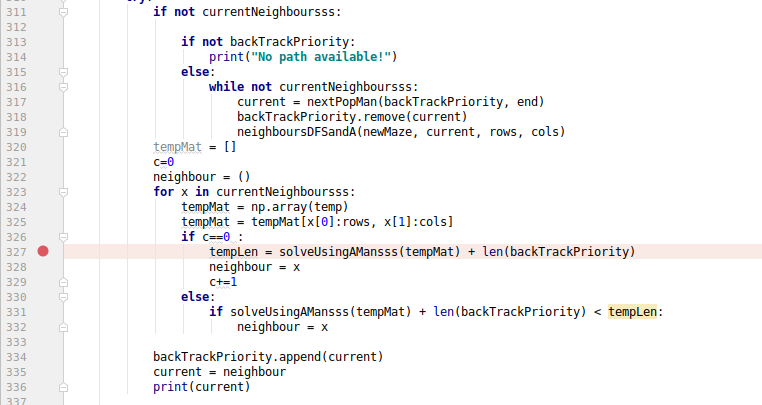 try:
311 if not currentNeighboursss:
312
313 if not backTrackPriority:
314 print("No path available!")
315 else:
316 while not currentNeighboursss:
317 current = nextPopMan(backTrackPriority, end)
318 backTrackPriority.remove(current)
319 neighboursDFSandA(newMaze, current, rows, cols)
320 tempMat = []
321 c=0
322 neighbour = ()
323 for x in currentNeighboursss:
324 tempMat = np.array(temp)
325 tempMat = tempMat[x[0]:rows, x[1]:cols]
326 if c==0 :
327 tempLen = solveUsingAMansss(tempMat) + len(backTrackPriority)
328 neighbour = x
329 c+=1
330 else:
331 if solveUsingAMansss(tempMat) + len(backTrackPriority) < tempLen:
332 neighbour = x
333
334 backTrackPriority.append(current)
335 current = neighbour
336 print(current)
337